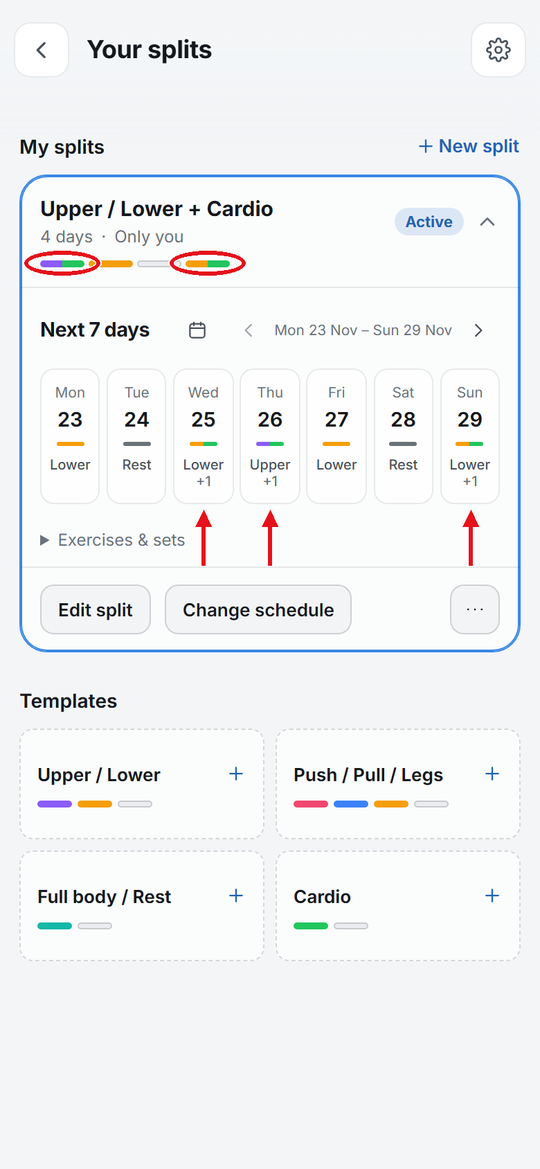 Your splits
My splits
+ New split
Upper / Lower + Cardio
4 days · Only you
Active
Next 7 days
Mon 23 Nov – Sun 29 Nov
Mon Tue Wed Thu Fri Sat Sun
23 24 25 26 27 28 29
Lower Rest Lower Upper Lower Rest Lower
+1 +1 +1
Exercises & sets
Edit split
Change schedule
...
Templates
Upper / Lower +
Push / Pull / Legs +
Full body / Rest +
Cardio +